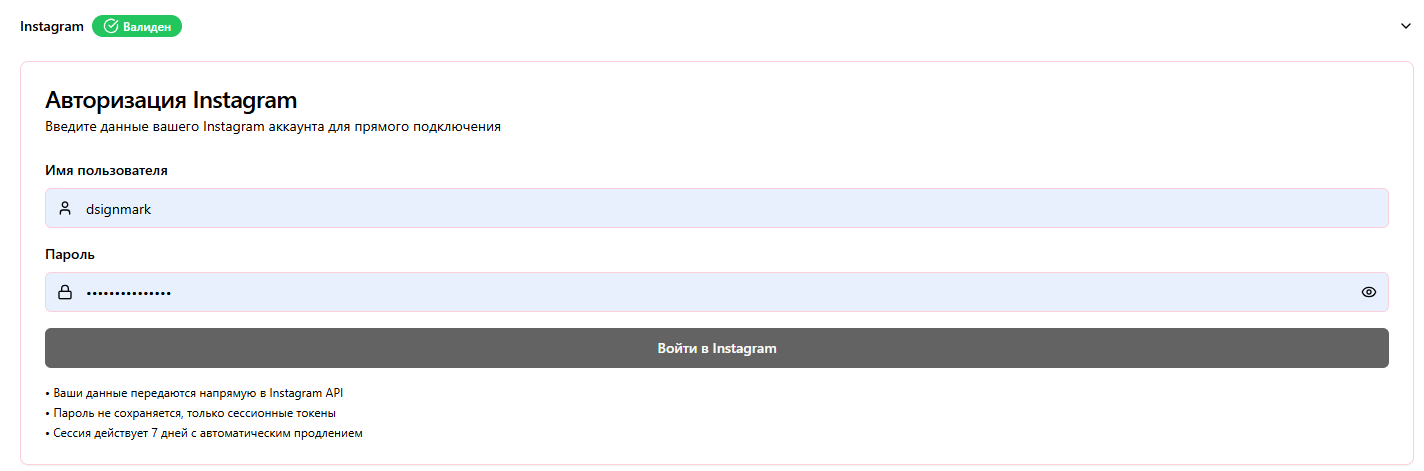 Instagram Валиден
Авторизация Instagram
Введите данные вашего Instagram аккаунта для прямого подключения
Имя пользователя
dsignmark
Пароль
•••••••••••••••
Войти в Instagram
• Ваши данные передаются напрямую в Instagram API
• Пароль не сохраняется, только сессионные токены
• Сессия действует 7 дней с автоматическим продлением